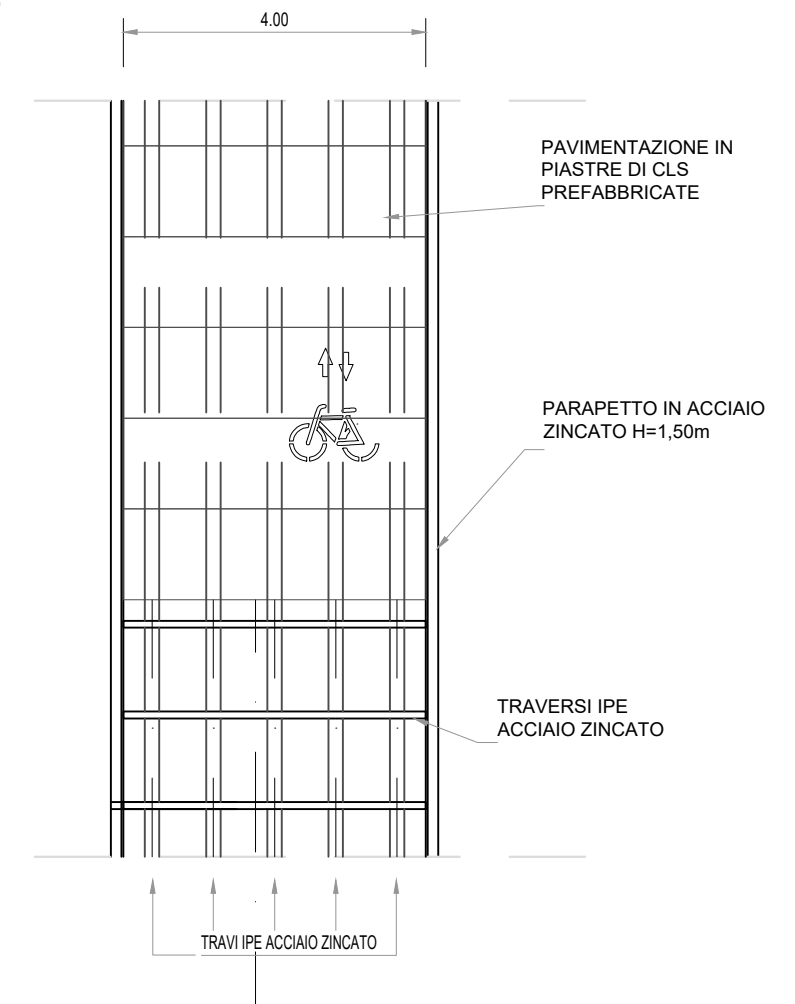 4.00
PAVIMENTAZIONE IN
PIASTRE DI CLS
PREFABBRICATE
PARAPETTO IN ACCIAIO
ZINCATO H=1,50m
TRAVERSI IPE
ACCIAIO ZINCATO
TRAVI IPE ACCIAIO ZINCATO